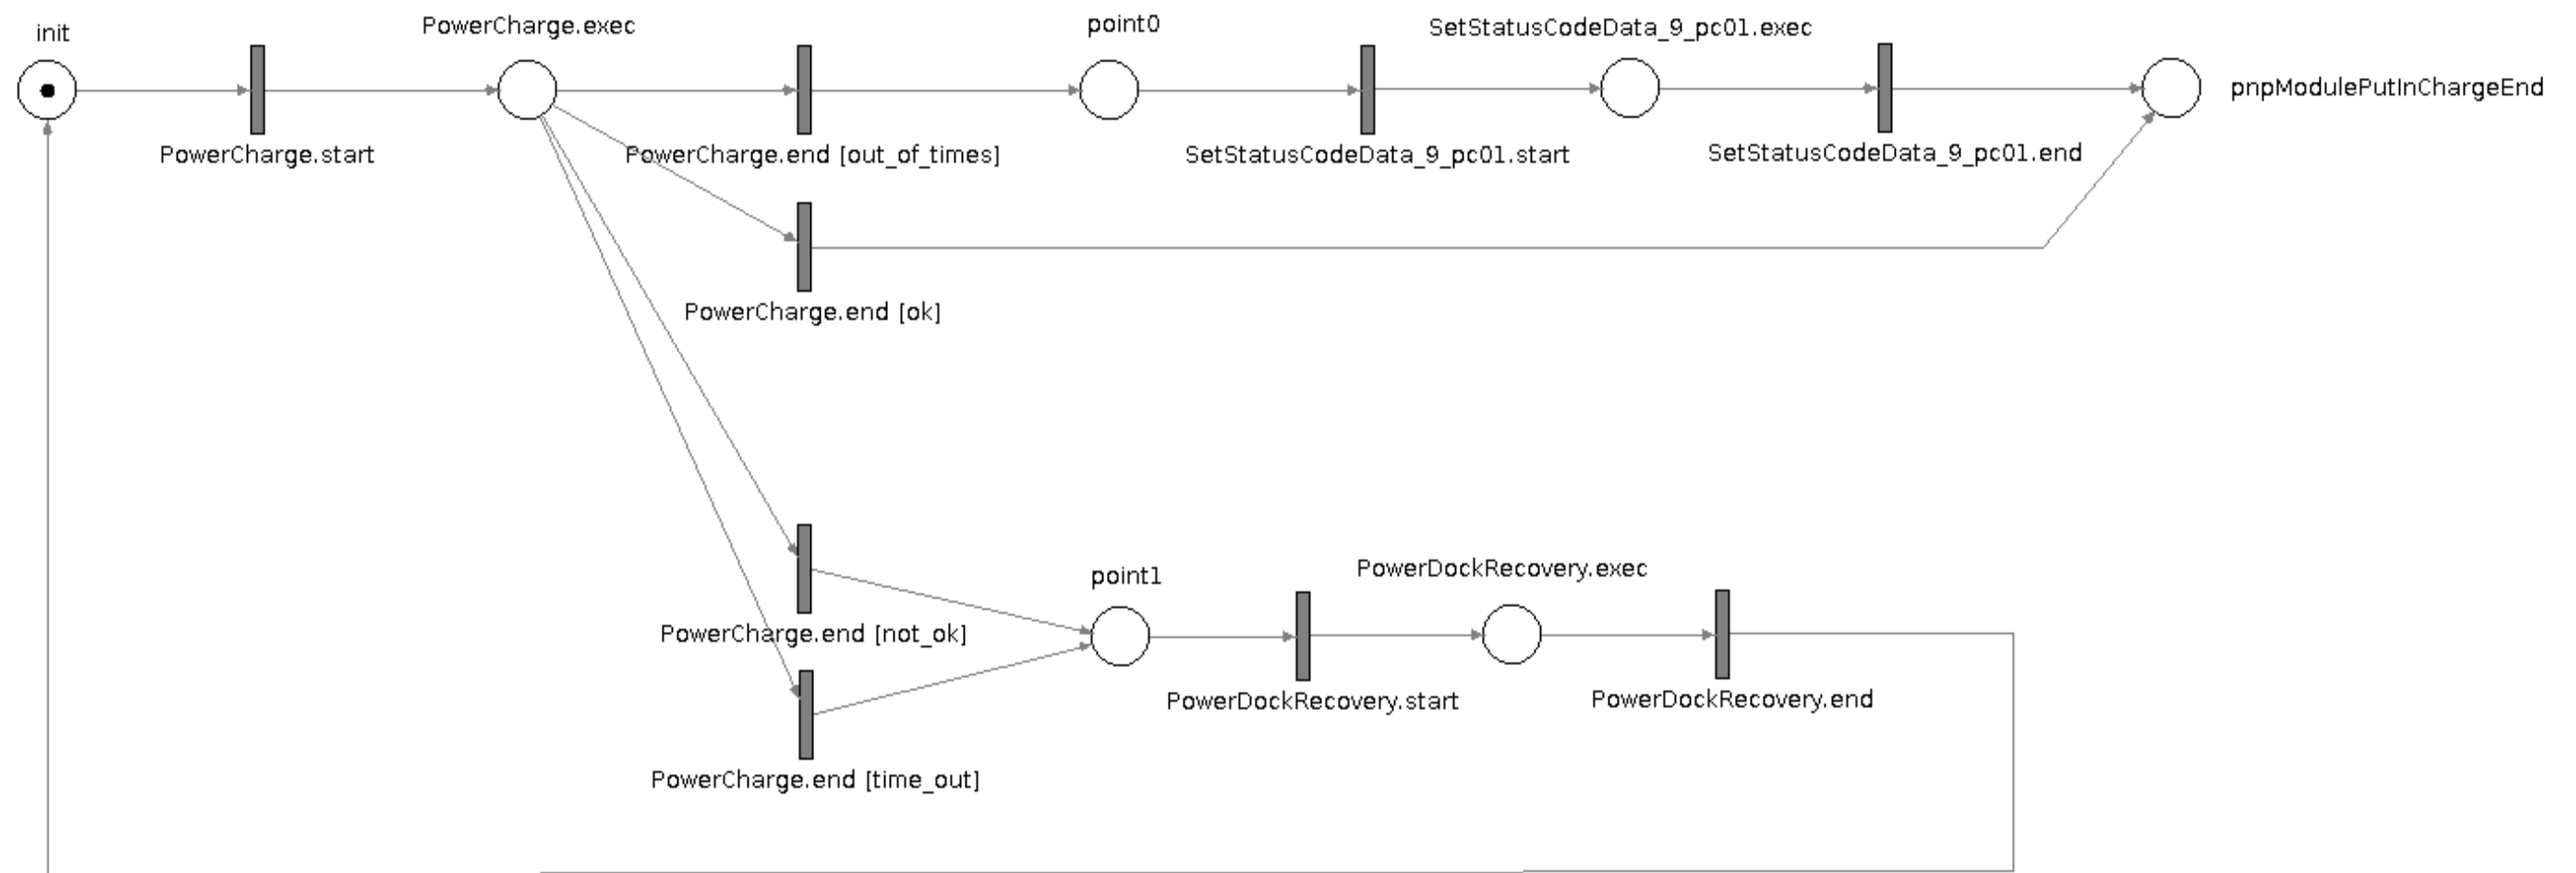 init
PowerCharge.exec
point0
SetStatusCodeData_9_pc01.exec
pnpModulePutInChargeEnd
PowerCharge.start
PowerCharge.end [out_of_times]
SetStatusCodeData_9_pc01.start
SetStatusCodeData_9_pc01.end
PowerCharge.end [ok]
point1
PowerDockRecovery.exec
PowerCharge.end [not_ok]
PowerDockRecovery.start
PowerDockRecovery.end
PowerCharge.end [time_out]